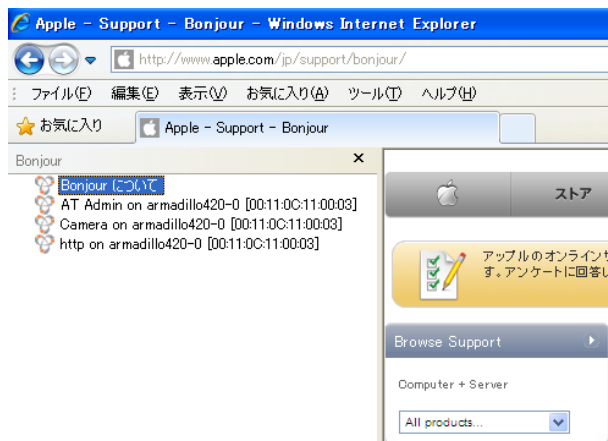 Apple - Support - Bonjour - Windows Internet Explorer
http://www.apple.com/jp/support/bonjour/
ファイル(F) 編集(E) 表示(V) お気に入り(A) ツール(T) ヘルプ(H)
お気に入り Apple - Support - Bonjour
Bonjour
Bonjour について
AT Admin on armadillo420-0 [00:11:0C:11:00:03]
Camera on armadillo420-0 [00:11:0C:11:00:03]
http on armadillo420-0 [00:11:0C:11:00:03]
ストア
アップルのオンラインサ
す。アンケートに回答し
Browse Support
Computer + Server
All products...